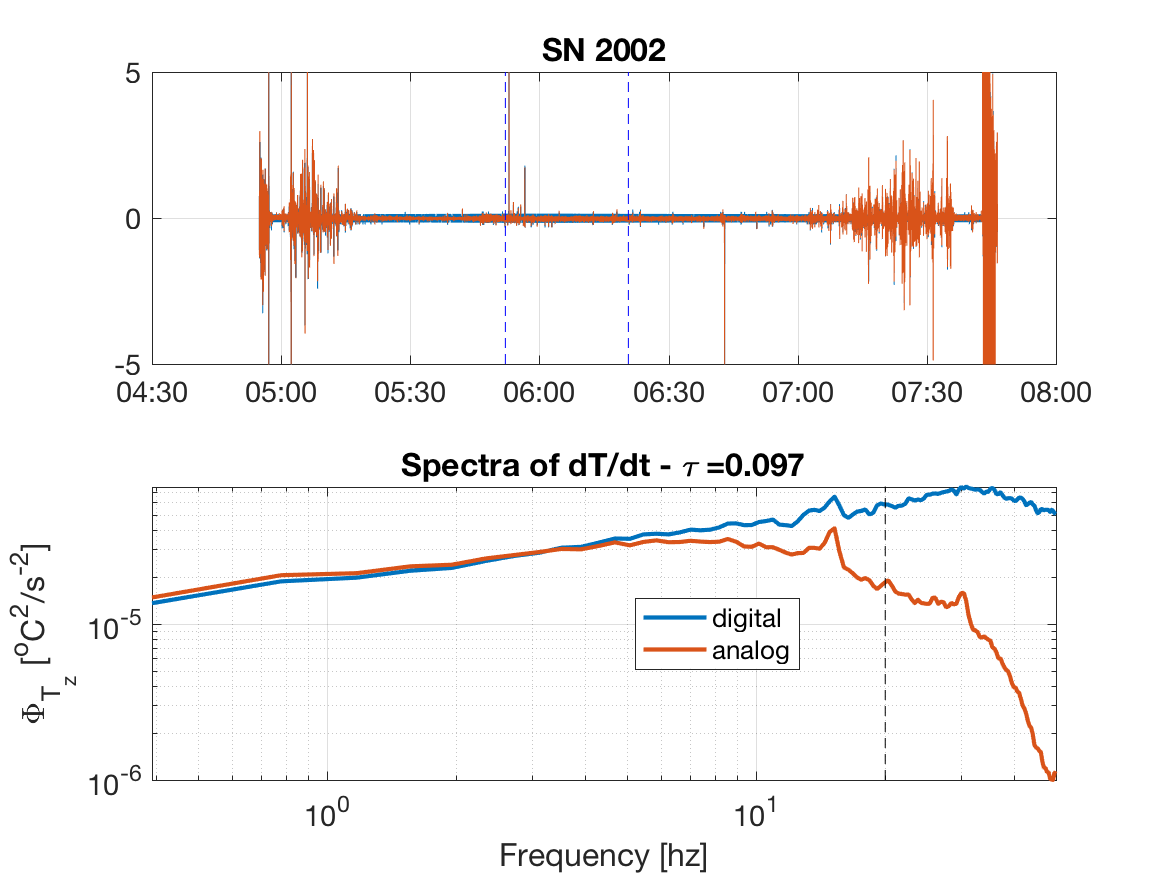 SN 2002
5
0
-5
04:30 05:00 05:30 06:00 06:30 07:00 07:30 08:00
Spectra of dT/dt - τ =0.097
Φ_{T_z} [°C²/s⁻²]
10⁻⁵
10⁻⁶
digital
analog
10⁰ 10¹
Frequency [hz]